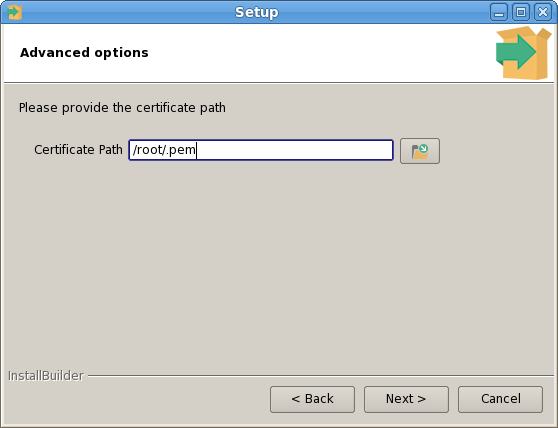 Setup
Advanced options
Please provide the certificate path
Certificate Path /root/.pem
InstallBuilder
< Back Next > Cancel